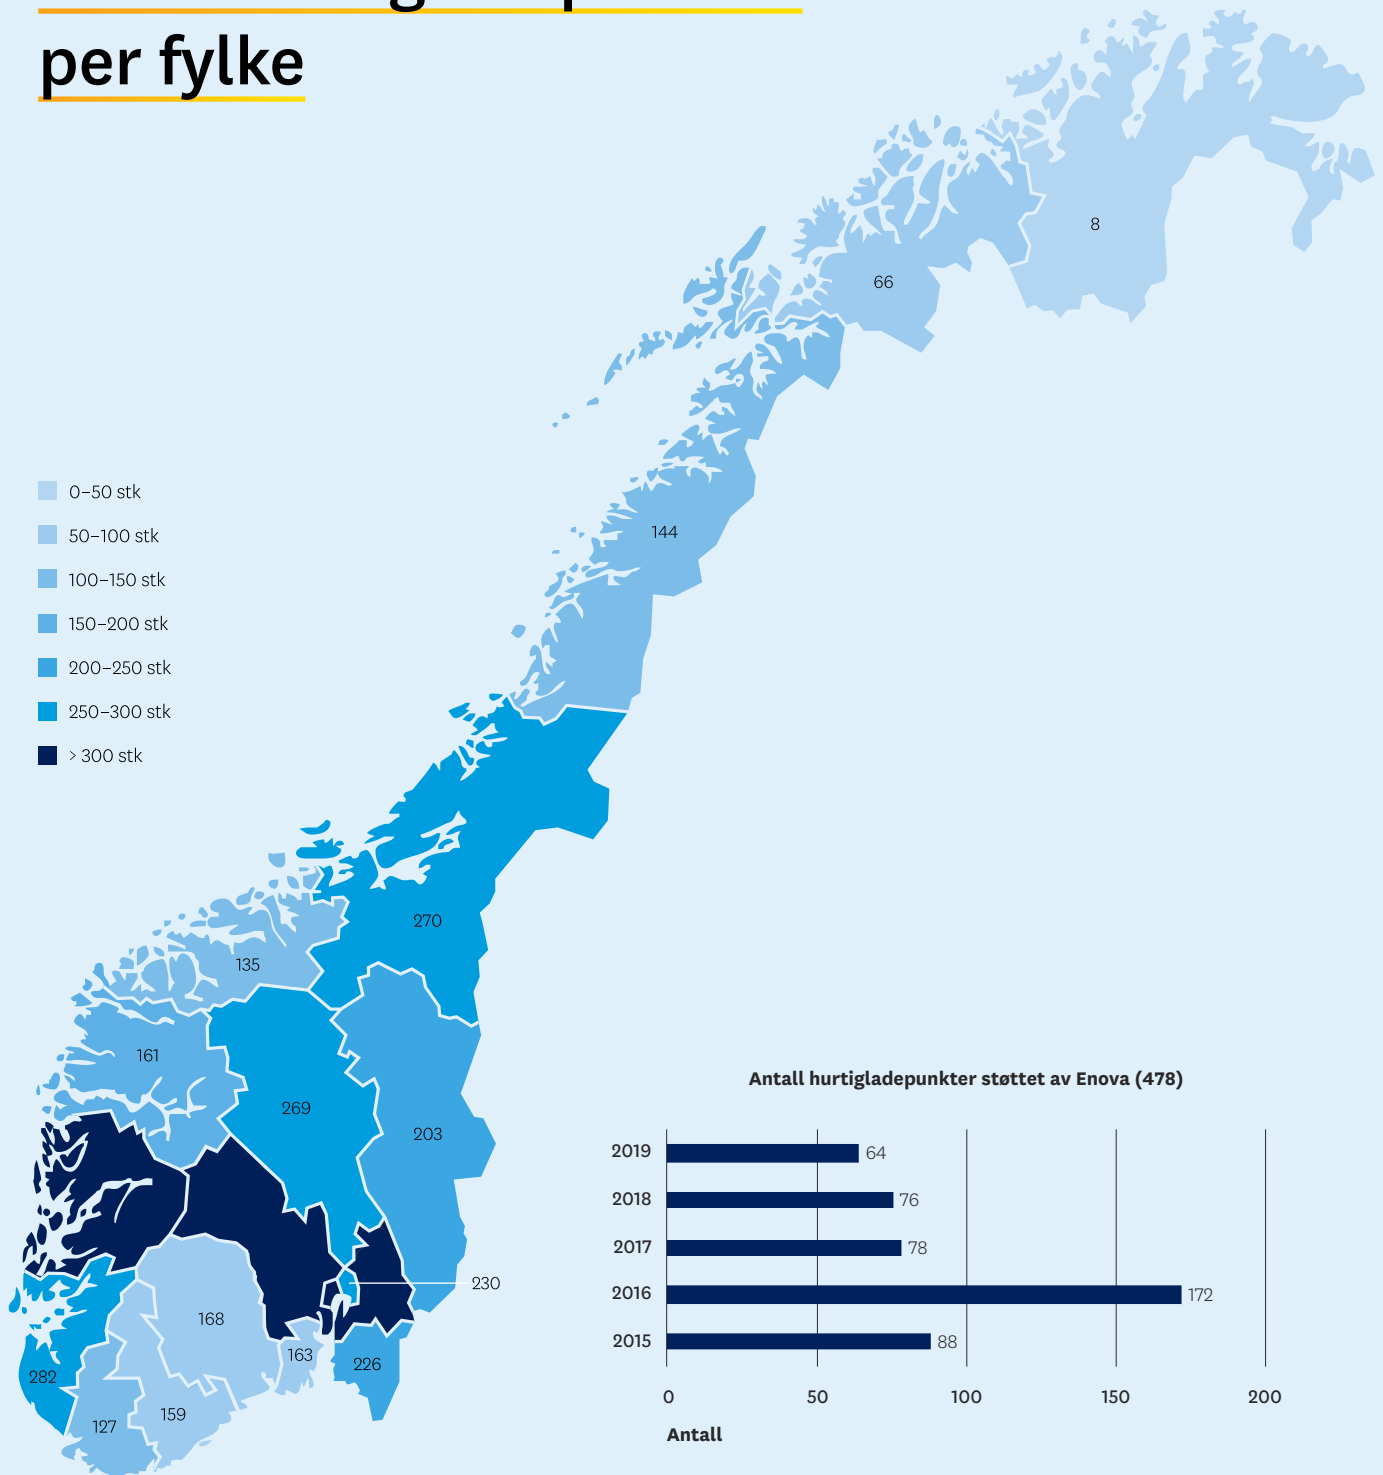 per fylke
8
66
0–50 stk
50–100 stk
144
100–150 stk
150–200 stk
200–250 stk
250–300 stk
> 300 stk
270
135
161
269
203
230
168
163
226
282
159
127
Antall hurtigladepunkter støttet av Enova (478)
2019 64
2018 76
2017 78
2016 172
2015 88
0 50 100 150 200
Antall